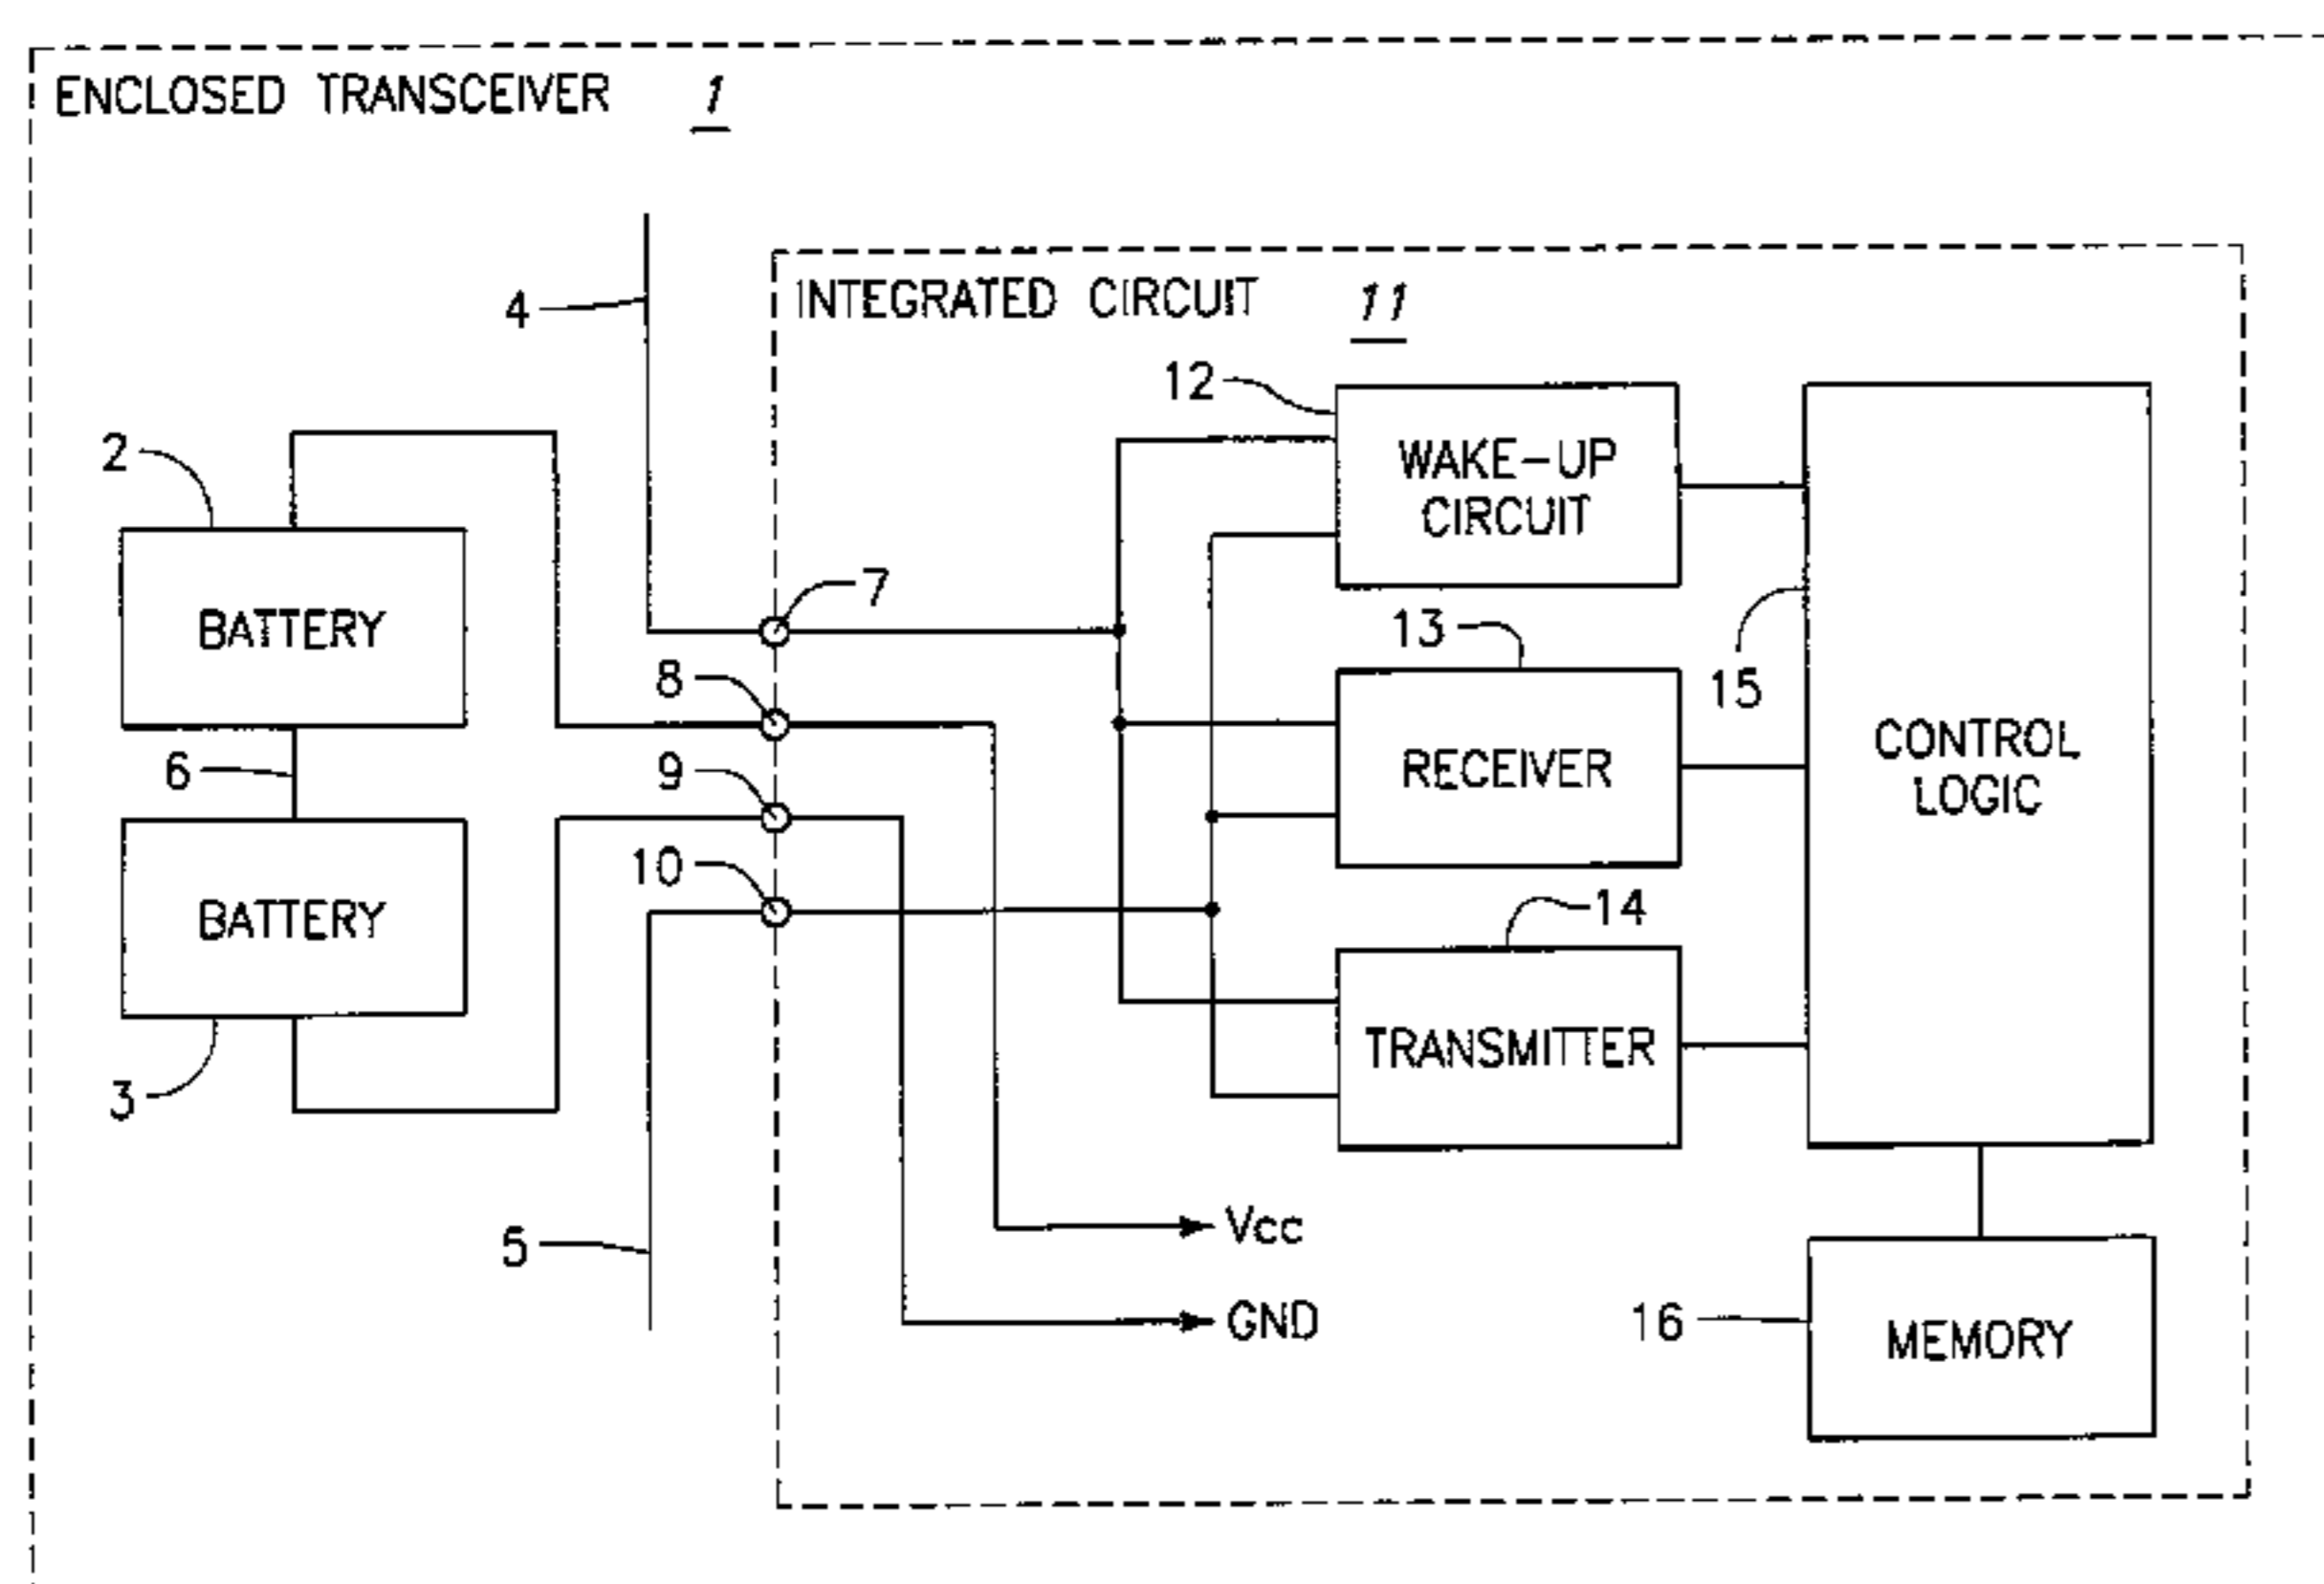 ENCLOSED TRANSCEIVER 1
4
INTEGRATED CIRCUIT 11
12
2
WAKE-UP
CIRCUIT
BATTERY
7
13
8
15
6
9
RECEIVER
CONTROL
LOGIC
10
BATTERY
14
3
TRANSMITTER
5
Vcc
GND
16
MEMORY